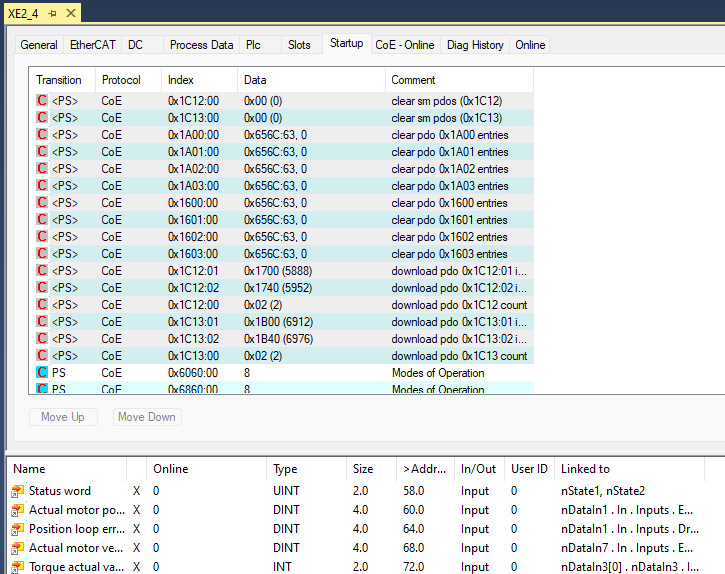 XE2_4
General EtherCAT DC Process Data Plc Slots Startup CoE - Online Diag History Online
Transition Protocol Index Data Comment
C <PS> CoE 0x1C12:00 0x00 (0) clear sm pdos (0x1C12)
C <PS> CoE 0x1C13:00 0x00 (0) clear sm pdos (0x1C13)
C <PS> CoE 0x1A00:00 0x656C:63, 0 clear pdo 0x1A00 entries
C <PS> CoE 0x1A01:00 0x656C:63, 0 clear pdo 0x1A01 entries
C <PS> CoE 0x1A02:00 0x656C:63, 0 clear pdo 0x1A02 entries
C <PS> CoE 0x1A03:00 0x656C:63, 0 clear pdo 0x1A03 entries
C <PS> CoE 0x1600:00 0x656C:63, 0 clear pdo 0x1600 entries
C <PS> CoE 0x1601:00 0x656C:63, 0 clear pdo 0x1601 entries
C <PS> CoE 0x1602:00 0x656C:63, 0 clear pdo 0x1602 entries
C <PS> CoE 0x1603:00 0x656C:63, 0 clear pdo 0x1603 entries
C <PS> CoE 0x1C12:01 0x1700 (5888) download pdo 0x1C12:01 i...
C <PS> CoE 0x1C12:02 0x1740 (5952) download pdo 0x1C12:02 i...
C <PS> CoE 0x1C12:00 0x02 (2) download pdo 0x1C12 count
C <PS> CoE 0x1C13:01 0x1B00 (6912) download pdo 0x1C13:01 i...
C <PS> CoE 0x1C13:02 0x1B40 (6976) download pdo 0x1C13:02 i...
C <PS> CoE 0x1C13:00 0x02 (2) download pdo 0x1C13 count
C PS CoE 0x6060:00 8 Modes of Operation
C PS CoE 0x6860:00 8 Modes of Operation
Move Up Move Down
Name Online Type Size >Addr... In/Out User ID Linked to
Status word X 0 UINT 2.0 58.0 Input 0 nState1, nState2
Actual motor po... X 0 DINT 4.0 60.0 Input 0 nDataIn1 . In . Inputs . E...
Position loop err... X 0 DINT 4.0 64.0 Input 0 nDataIn1 . In . Inputs . Dr...
Actual motor ve... X 0 DINT 4.0 68.0 Input 0 nDataIn7 . In . Inputs . E...
Torque actual va... X 0 INT 2.0 72.0 Input 0 nDataIn3[0] . nDataIn3 . I...